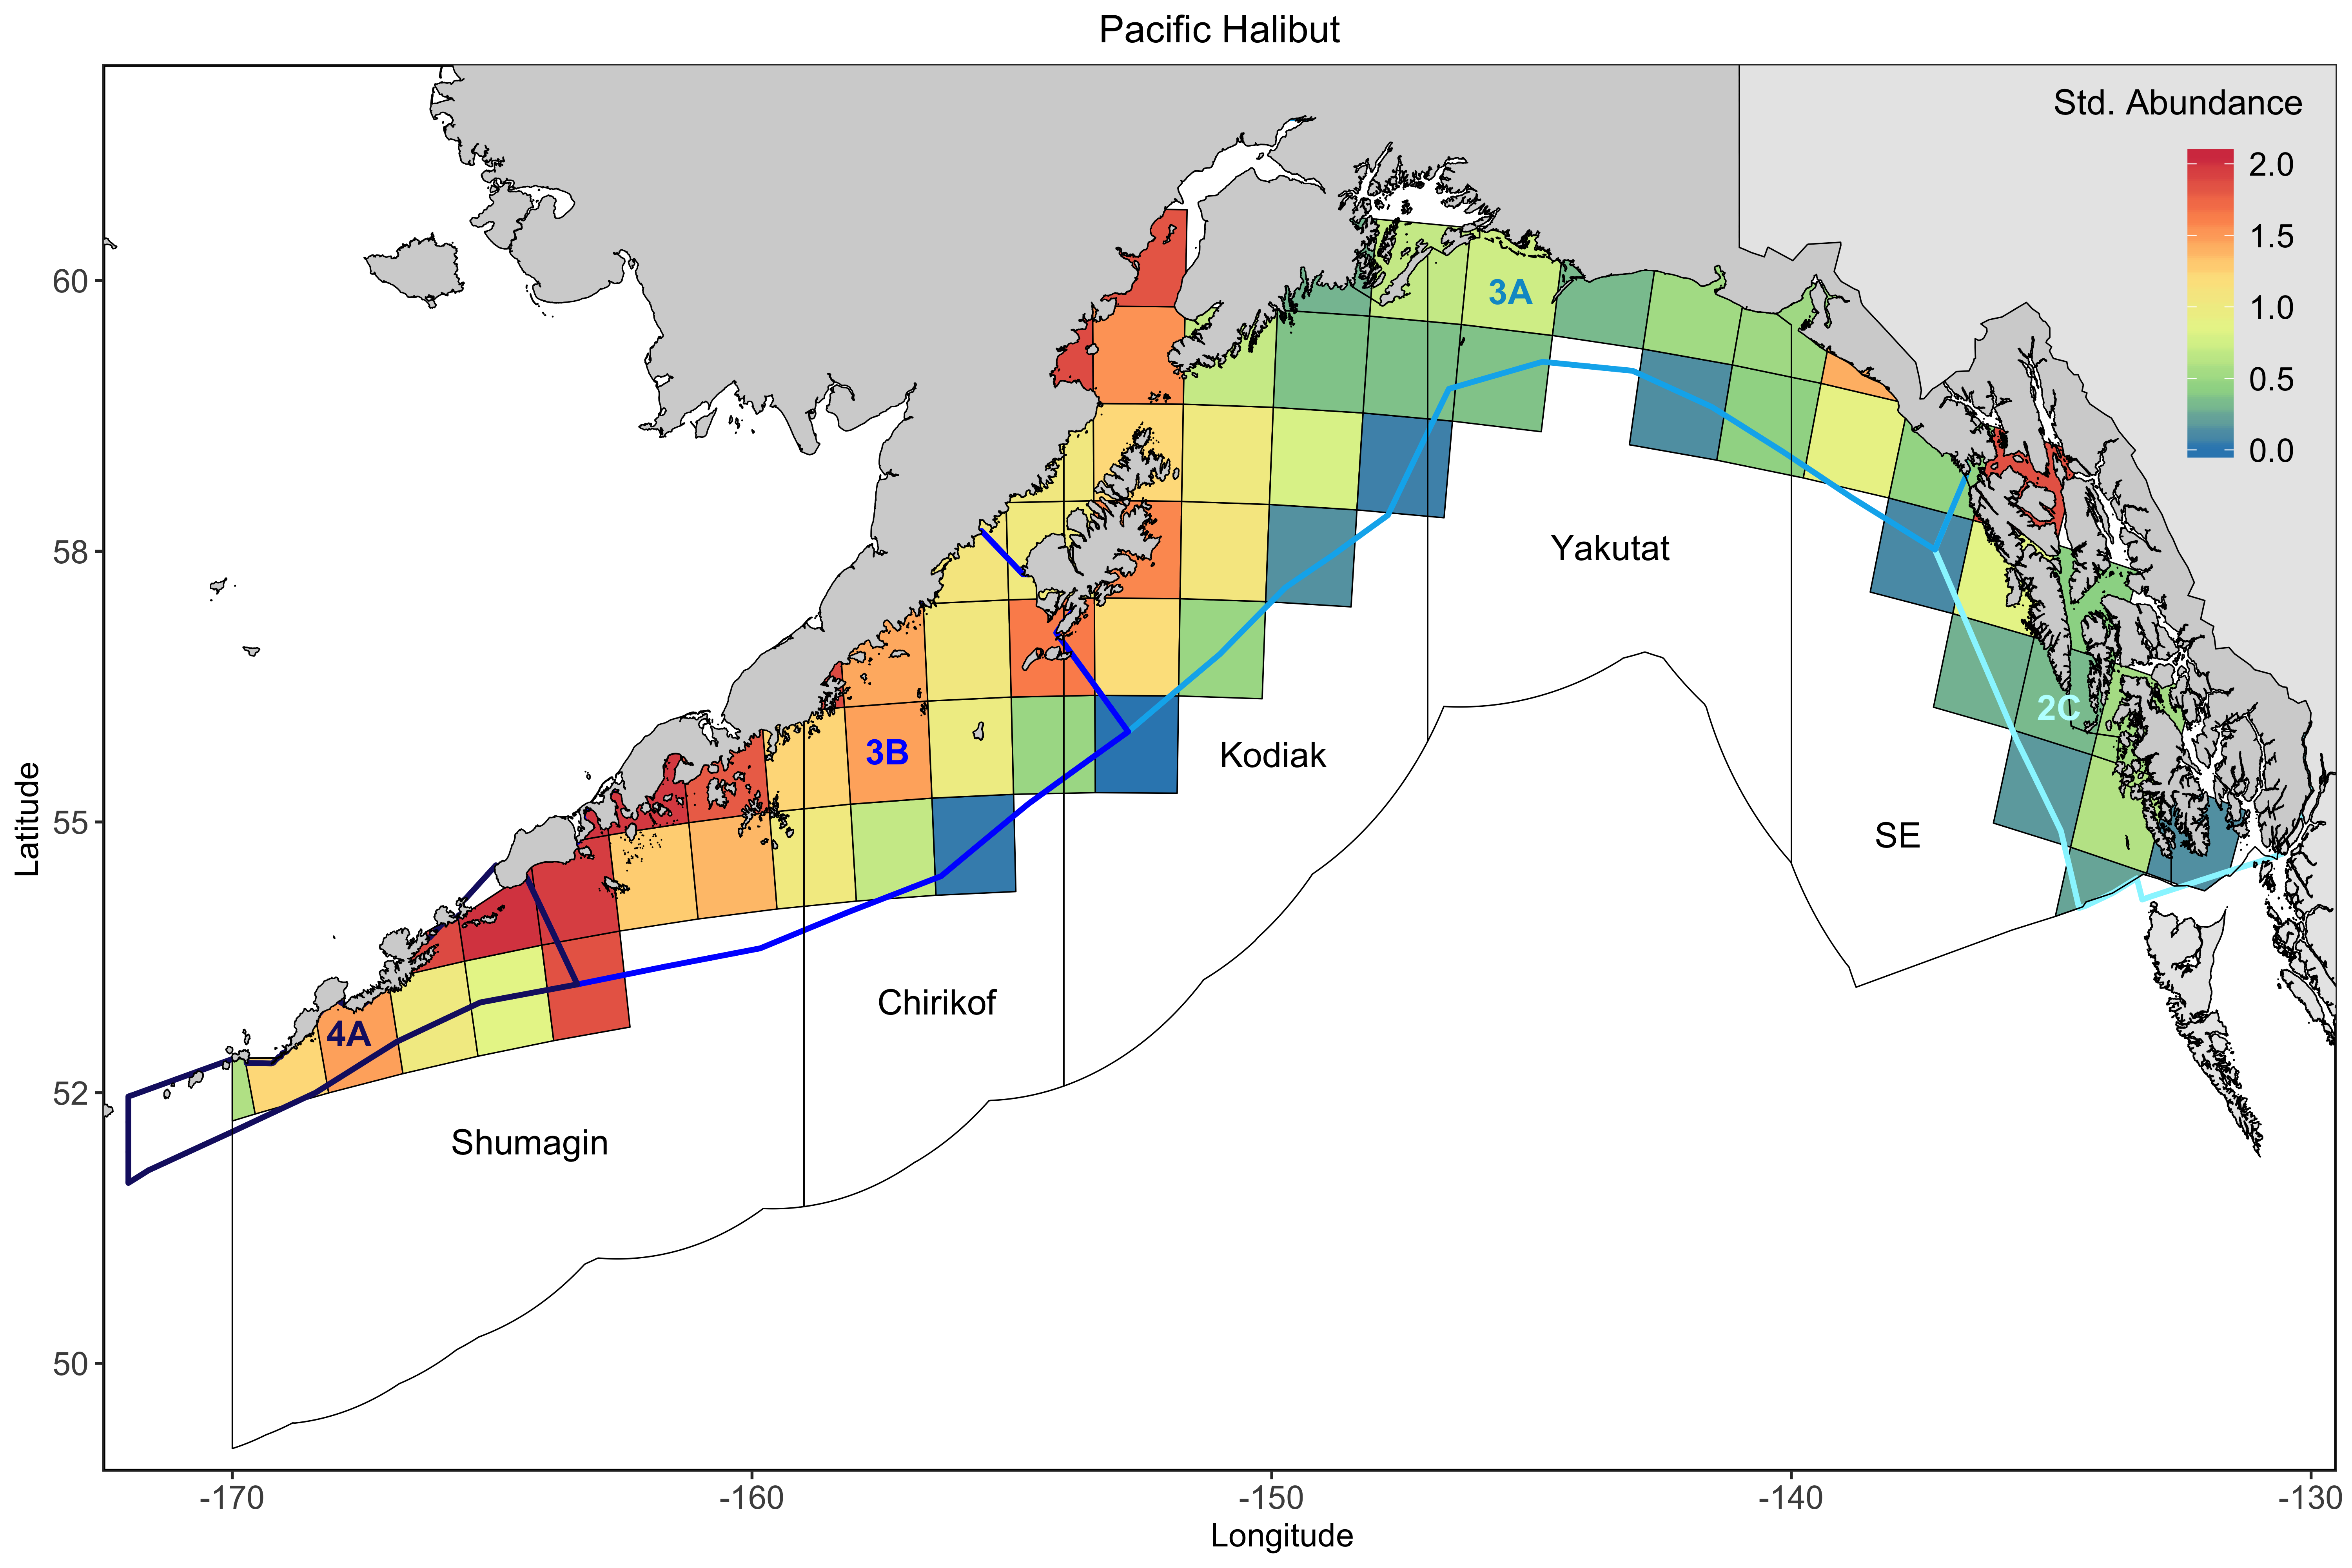 Pacific Halibut
Std. Abundance
2.0
1.5
1.0
0.5
0.0
60
58
55
52
50
Latitude
3A
Yakutat
2C
3B
Kodiak
SE
Chirikof
4A
Shumagin
-170
-160
-150
-140
-130
Longitude